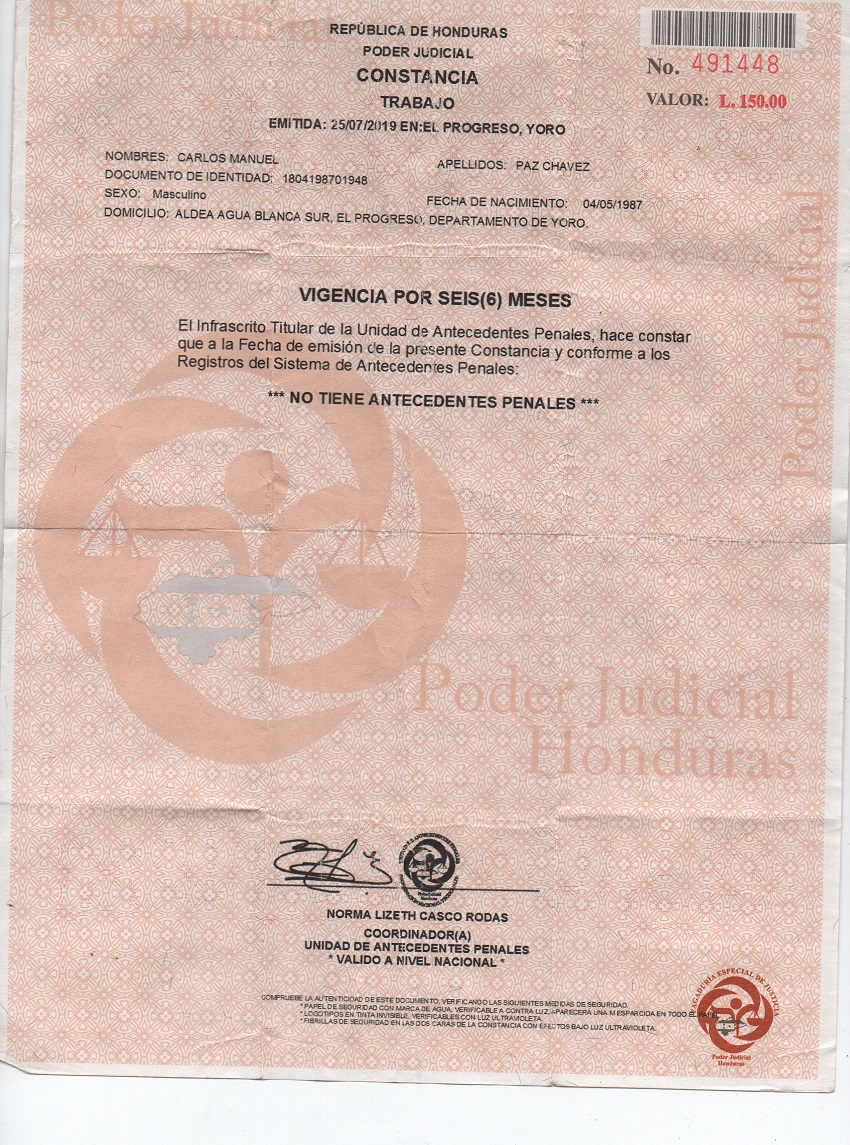 Poder Judicial
REPÚBLICA DE HONDURAS
PODER JUDICIAL
CONSTANCIA
TRABAJO
EMITIDA: 25/07/2019 EN:EL PROGRESO, YORO
No. 491448
VALOR: L. 150.00
NOMBRES: CARLOS MANUEL
APELLIDOS: PAZ CHAVEZ
DOCUMENTO DE IDENTIDAD: 1804198701948
SEXO: Masculino
FECHA DE NACIMIENTO: 04/05/1987
DOMICILIO: ALDEA AGUA BLANCA SUR, EL PROGRESO, DEPARTAMENTO DE YORO.
Poder Judicial
VIGENCIA POR SEIS(6) MESES
El Infrascrito Titular de la Unidad de Antecedentes Penales, hace constar
que a la Fecha de emisión de la presente Constancia y conforme a los
Registros del Sistema de Antecedentes Penales:
*** NO TIENE ANTECEDENTES PENALES ***
Poder Judicial
Honduras
NORMA LIZETH CASCO RODAS
COORDINADOR(A)
UNIDAD DE ANTECEDENTES PENALES
* VALIDO A NIVEL NACIONAL *
COMPRUEBE LA AUTENTICIDAD DE ESTE DOCUMENTO, VERIFICANDO LAS SIGUIENTES MEDIDAS DE SEGURIDAD.
* PAPEL DE SEGURIDAD CON MARCA DE AGUA, VERIFICABLE A CONTRA LUZ, APARECERA UNA M ESPARCIDA EN TODO EL PAPEL
* LOGOTIPOS EN TINTA INVISIBLE, VERIFICABLES CON LUZ ULTRAVIOLETA.
* FIBRILLAS DE SEGURIDAD EN LAS DOS CARAS DE LA CONSTANCIA CON EFECTOS BAJO LUZ ULTRAVIOLETA.
PAGADURÍA ESPECIAL DE JUSTICIA
Poder Judicial
Honduras